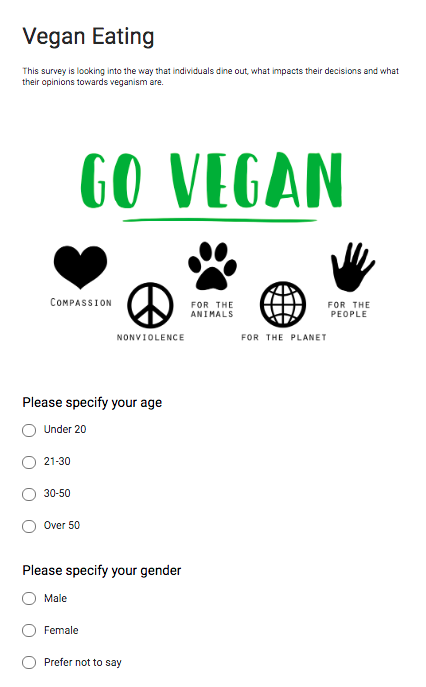 Vegan Eating
This survey is looking into the way that individuals dine out, what impacts their decisions and what
their opinions towards veganism are.
GO VEGAN
COMPASSION
NONVIOLENCE
FOR THE
ANIMALS
FOR THE PLANET
FOR THE
PEOPLE
Please specify your age
Under 20
21-30
30-50
Over 50
Please specify your gender
Male
Female
Prefer not to say